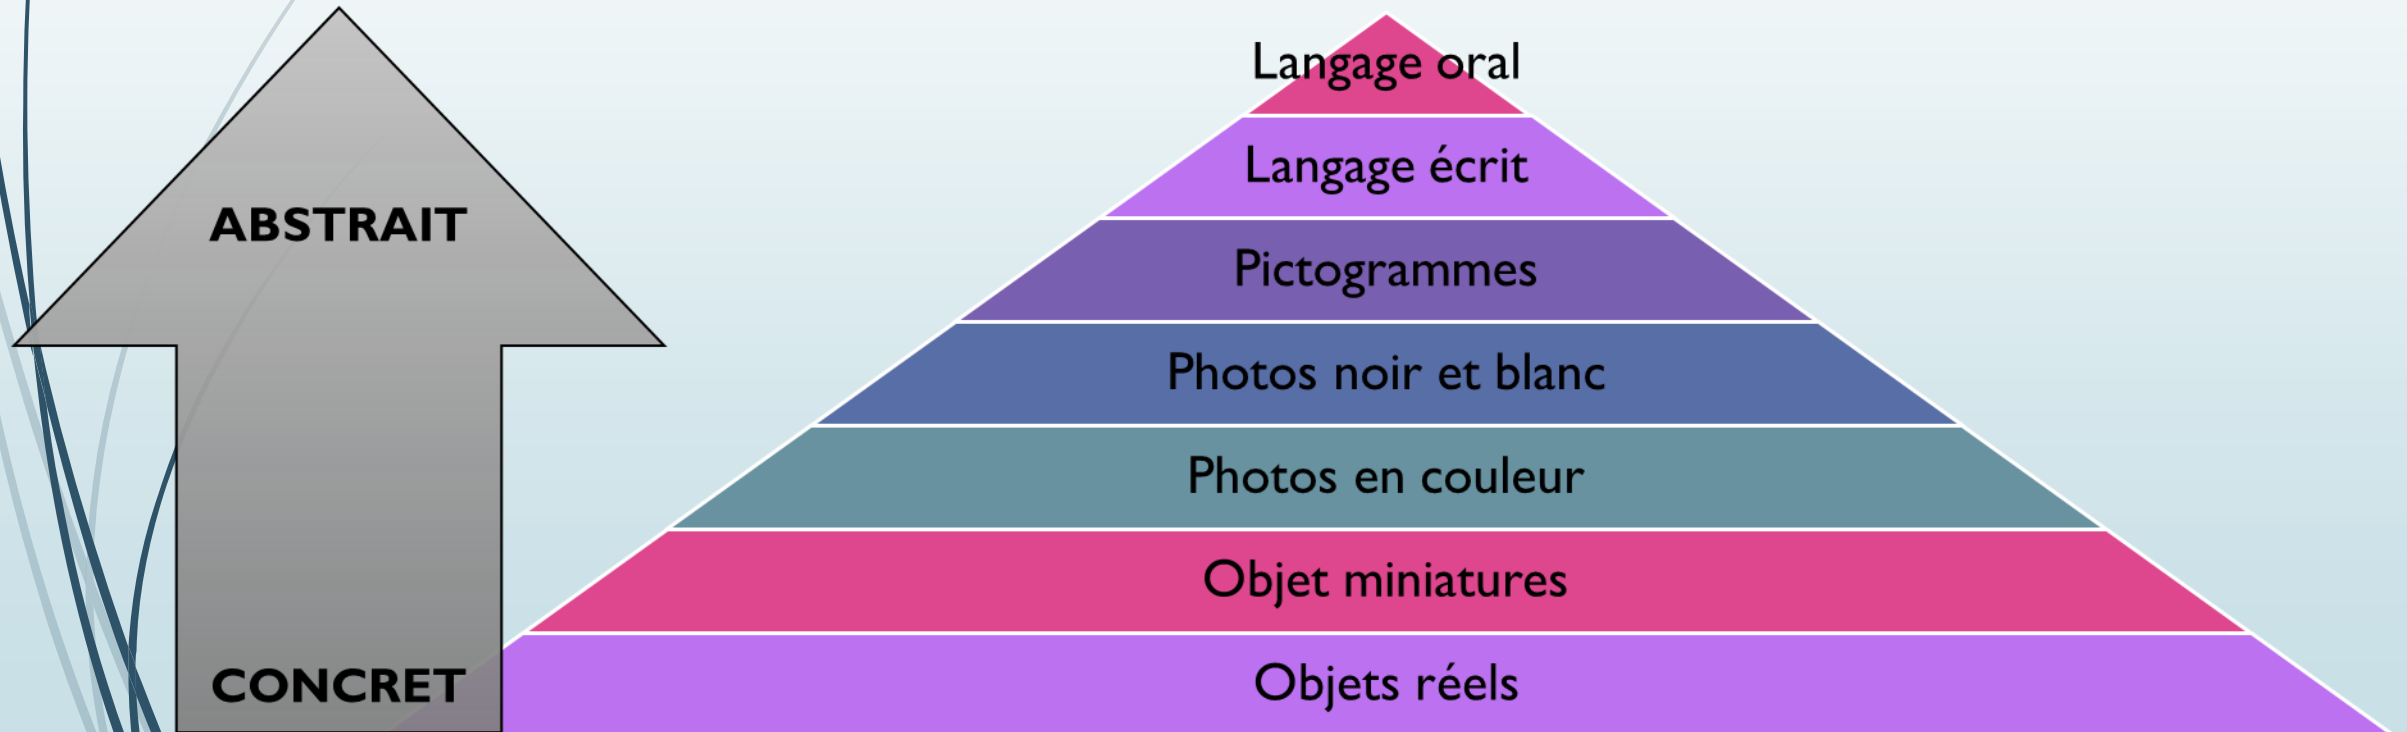 ABSTRAIT
CONCRET
Langage oral
Langage écrit
Pictogrammes
Photos noir et blanc
Photos en couleur
Objet miniatures
Objets réels